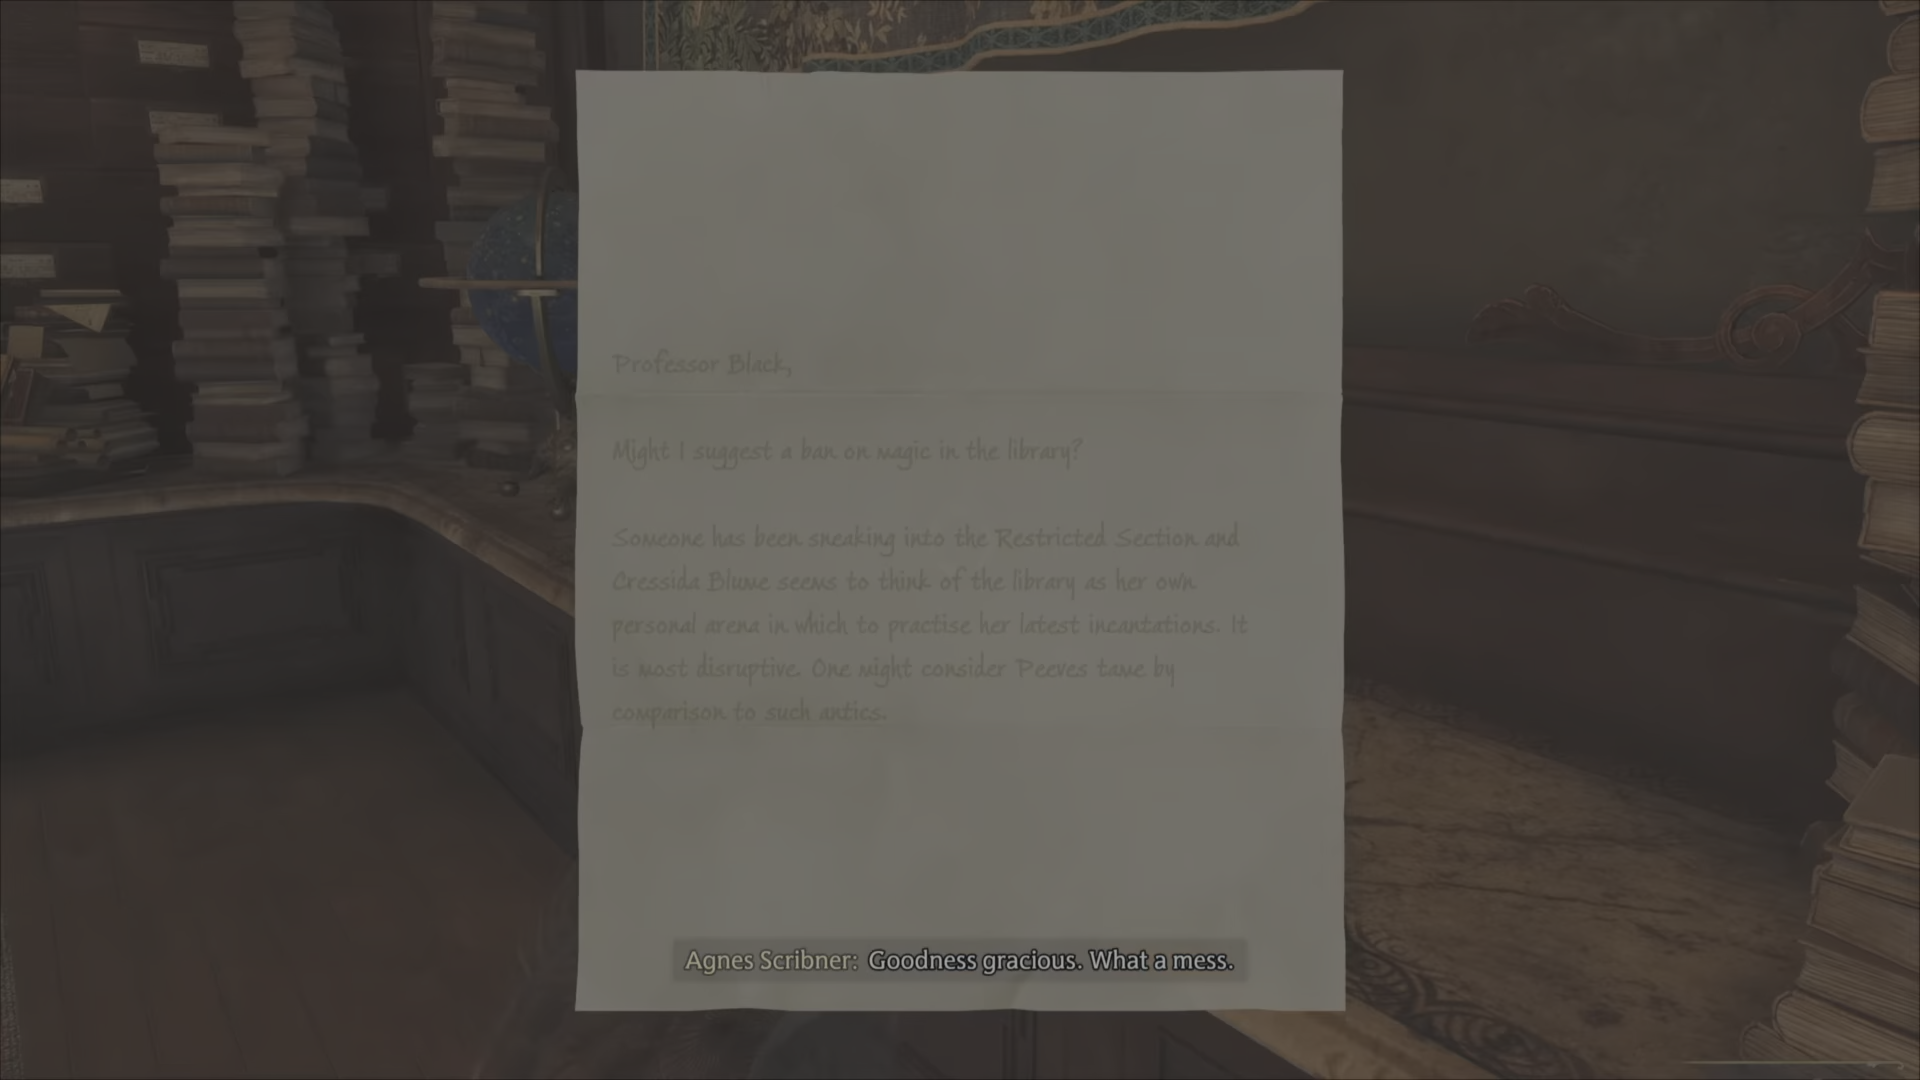 Professor Black,
Might I suggest a ban on magic in the library?
Someone has been sneaking into the Restricted Section and
Cressida Blume seems to think of the library as her own
personal arena in which to practise her latest incantations. It
is most disruptive. One might consider Peeves tame by
comparison to such antics.
Agnes Scribner: Goodness gracious. What a mess.